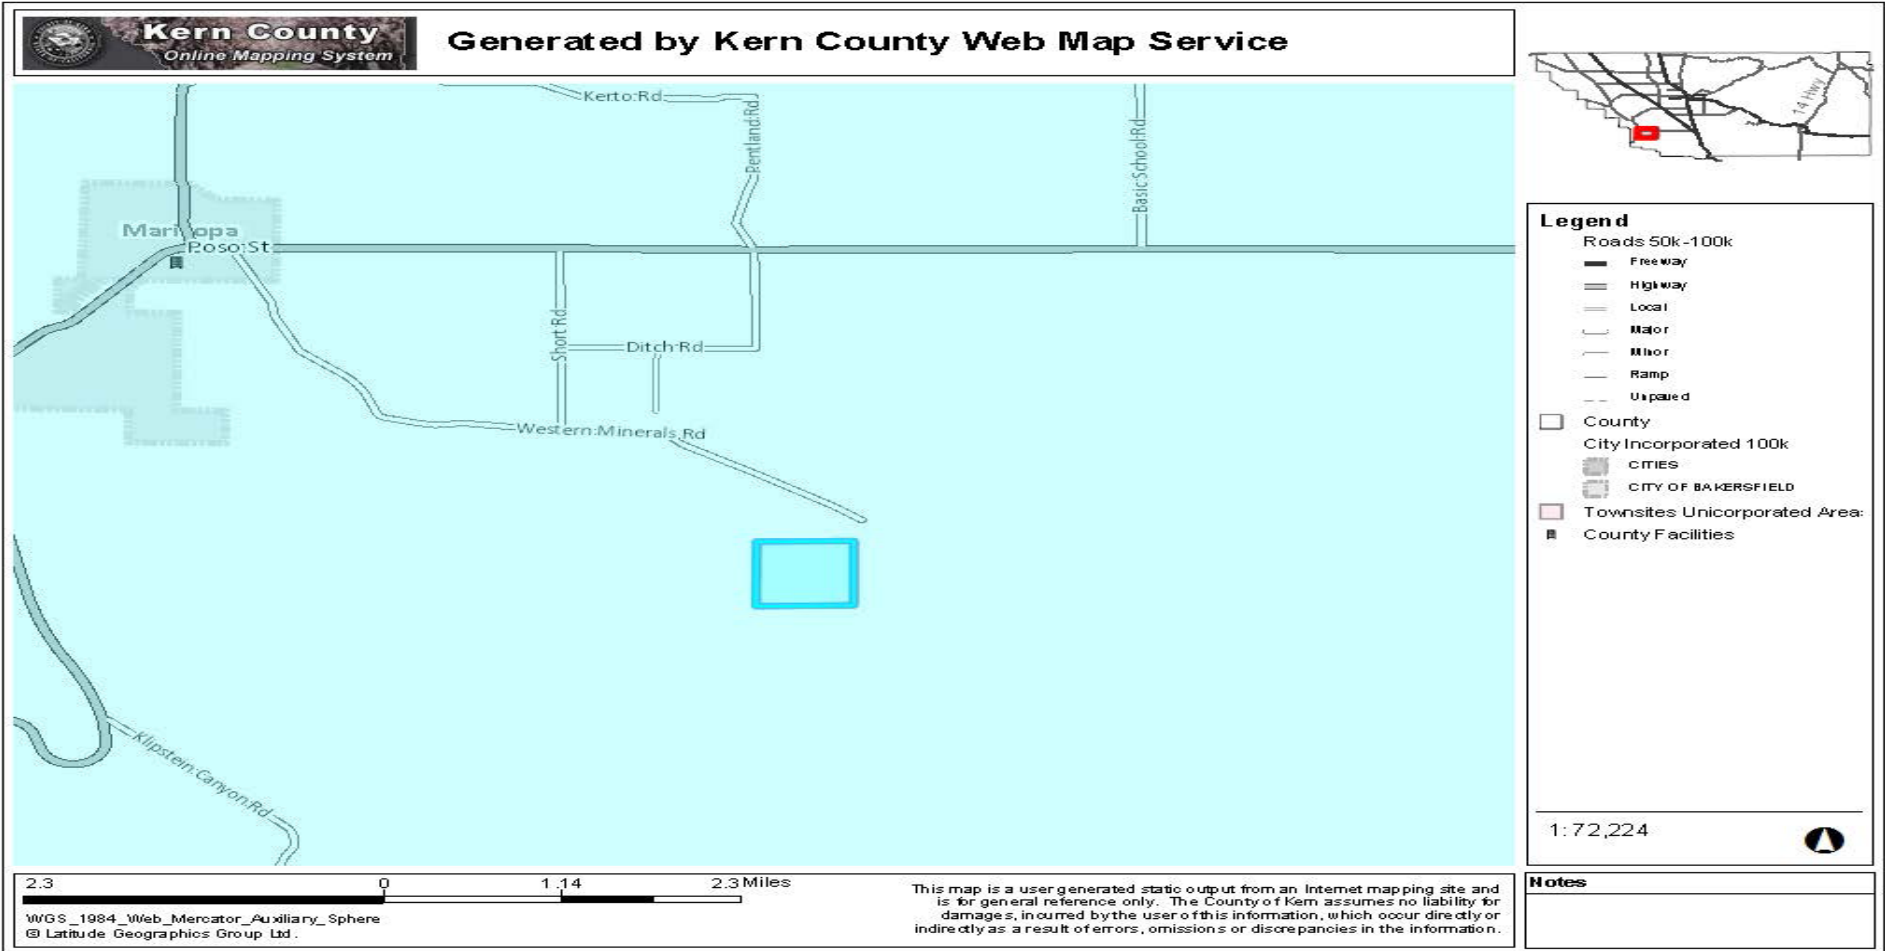 Kern County
Online Mapping System
Generated by Kern County Web Map Service
14 Hwy
Kerto Rd
Pentland Rd
Basic School Rd
Maricopa
Poso St
Short Rd
Ditch Rd
Western Minerals Rd
Klipstein Canyon Rd
Legend
Roads 50k-100k
Freeway
Highway
Local
Major
Minor
Ramp
Unpaved
County
City Incorporated 100k
CITIES
CITY OF BAKERSFIELD
Townsites Unicorporated Area:
County Facilities
1: 72,224
2.3 0 1.14 2.3 Miles
WGS_1984_Web_Mercator_Auxiliary_Sphere
© Latitude Geographics Group Ltd.
This map is a user generated static output from an Internet mapping site and
is for general reference only. The County of Kern assumes no liability for
damages, incurred by the user of this information, which occur directly or
indirectly as a result of errors, omissions or discrepancies in the information.
Notes